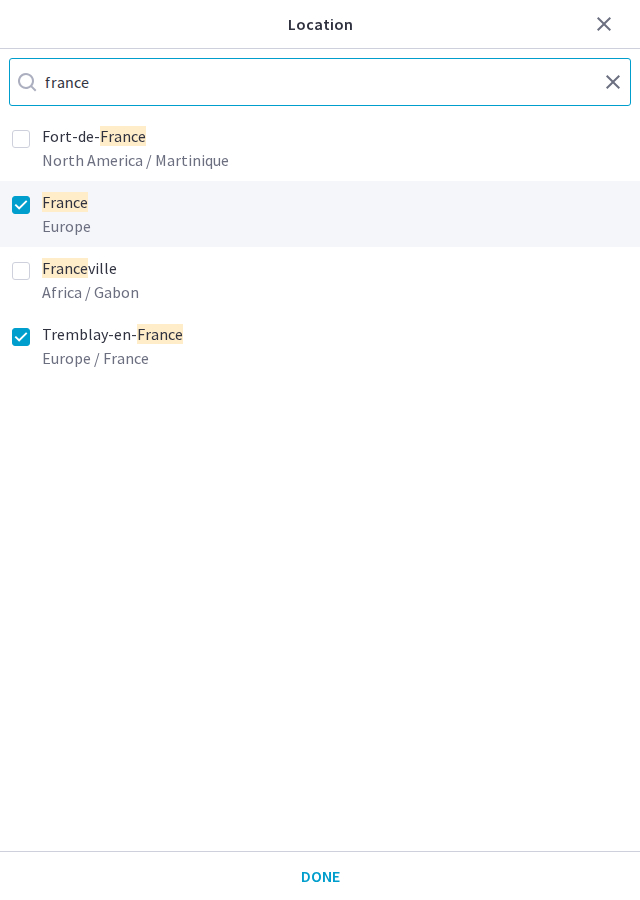 Location
france
Fort-de-France
North America / Martinique
France
Europe
Franceville
Africa / Gabon
Tremblay-en-France
Europe / France
DONE